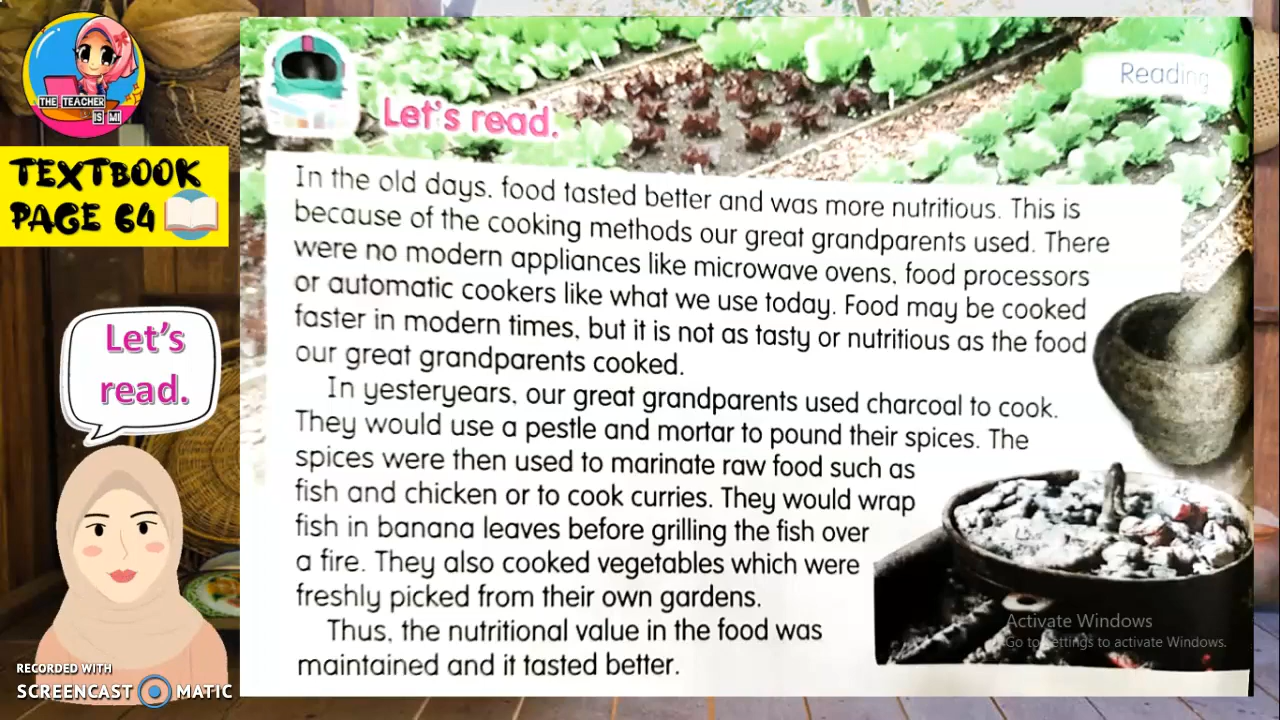 THE TEACHER
IS MI
TEXTBOOK
PAGE 64
Let's
read.
Reading
Let's read.
In the old days, food tasted better and was more nutritious. This is
because of the cooking methods our great grandparents used. There
were no modern appliances like microwave ovens, food processors
or automatic cookers like what we use today. Food may be cooked
faster in modern times, but it is not as tasty or nutritious as the food
our great grandparents cooked.
In yesteryears, our great grandparents used charcoal to cook.
They would use a pestle and mortar to pound their spices. The
spices were then used to marinate raw food such as
fish and chicken or to cook curries. They would wrap
fish in banana leaves before grilling the fish over
a fire. They also cooked vegetables which were
freshly picked from their own gardens.
Thus, the nutritional value in the food was
maintained and it tasted better.
Activate Windows
Go to Settings to activate Windows.
RECORDED WITH
SCREENCAST MATIC